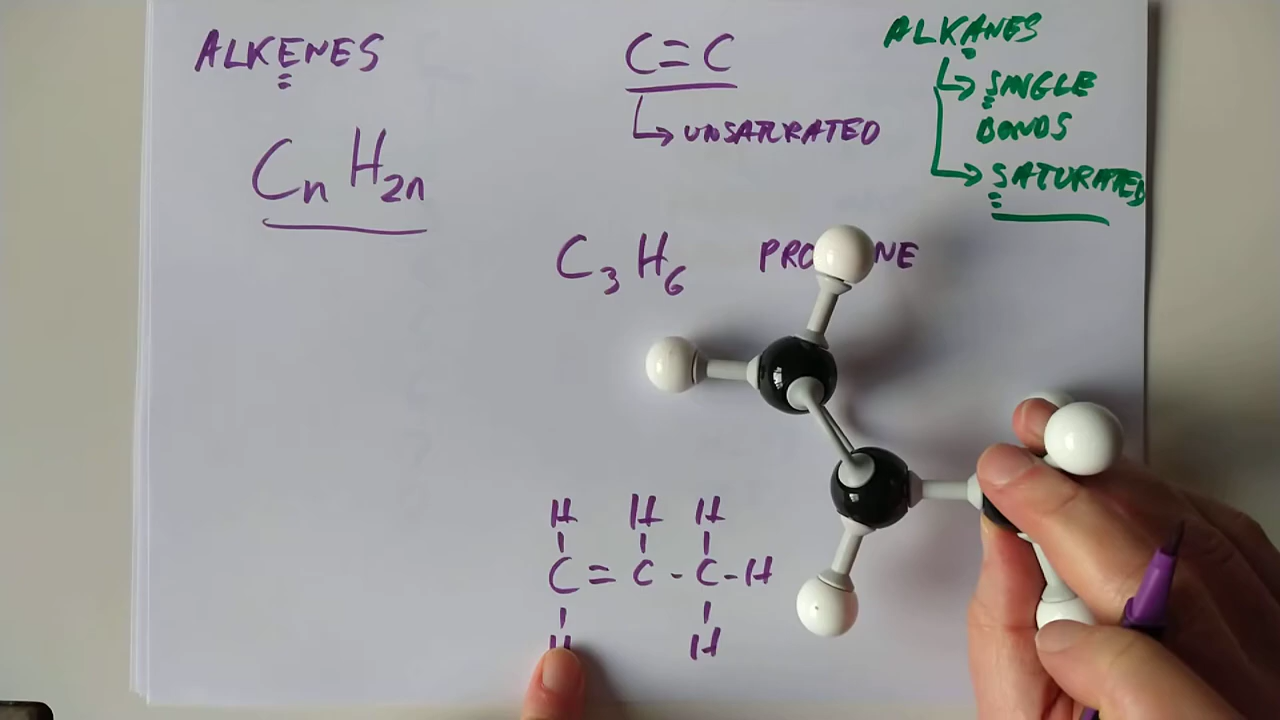 ALKENES
CnH2n
C=C
UNSATURATED
ALKANES
SINGLE
BONDS
SATURATED
C3H6
H H H
C=C-C-H
H H